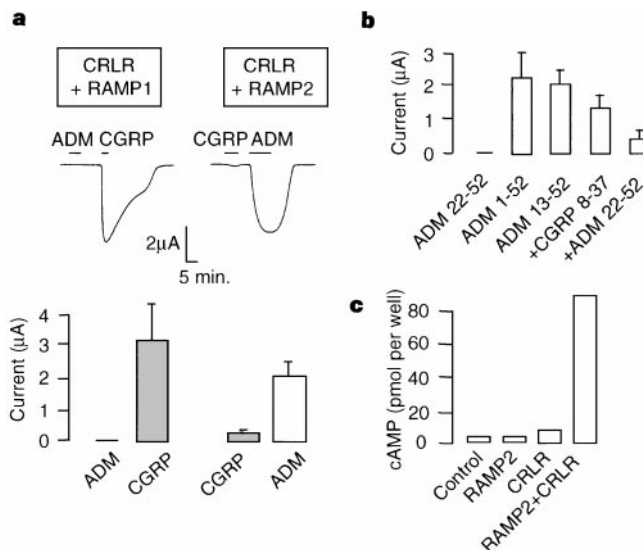 a
CRLR
+ RAMP1
CRLR
+ RAMP2
ADM CGRP
CGRP ADM
2μA
5 min.
Current (μA)
4
3
2
1
0
ADM
CGRP
CGRP
ADM
b
Current (μA)
3
2
1
0
ADM 22-52
ADM 1-52
ADM 13-52
+CGRP 8-37
+ADM 22-52
c
cAMP (pmol per well)
80
60
40
20
0
Control
RAMP2
CRLR
RAMP2+CRLR